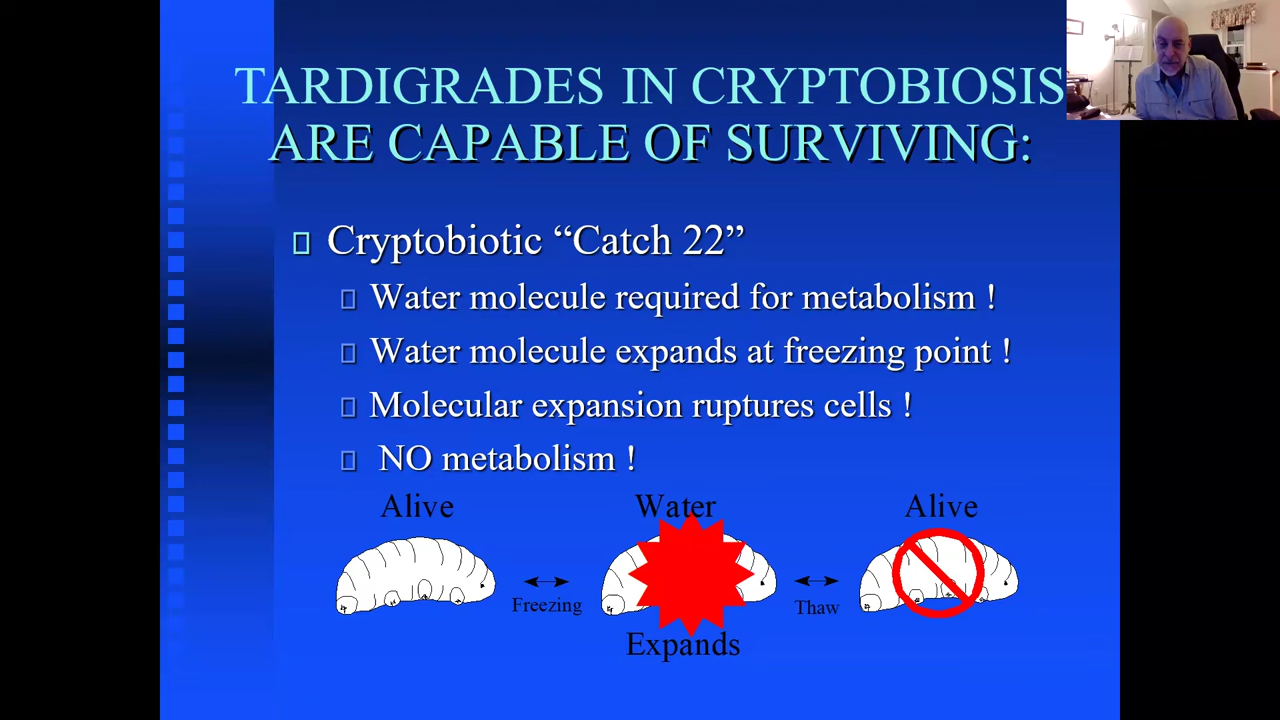 TARDIGRADES IN CRYPTOBIOSIS
ARE CAPABLE OF SURVIVING:
Cryptobiotic “Catch 22”
Water molecule required for metabolism !
Water molecule expands at freezing point !
Molecular expansion ruptures cells !
NO metabolism !
Alive
Water
Alive
Freezing
Thaw
Expands